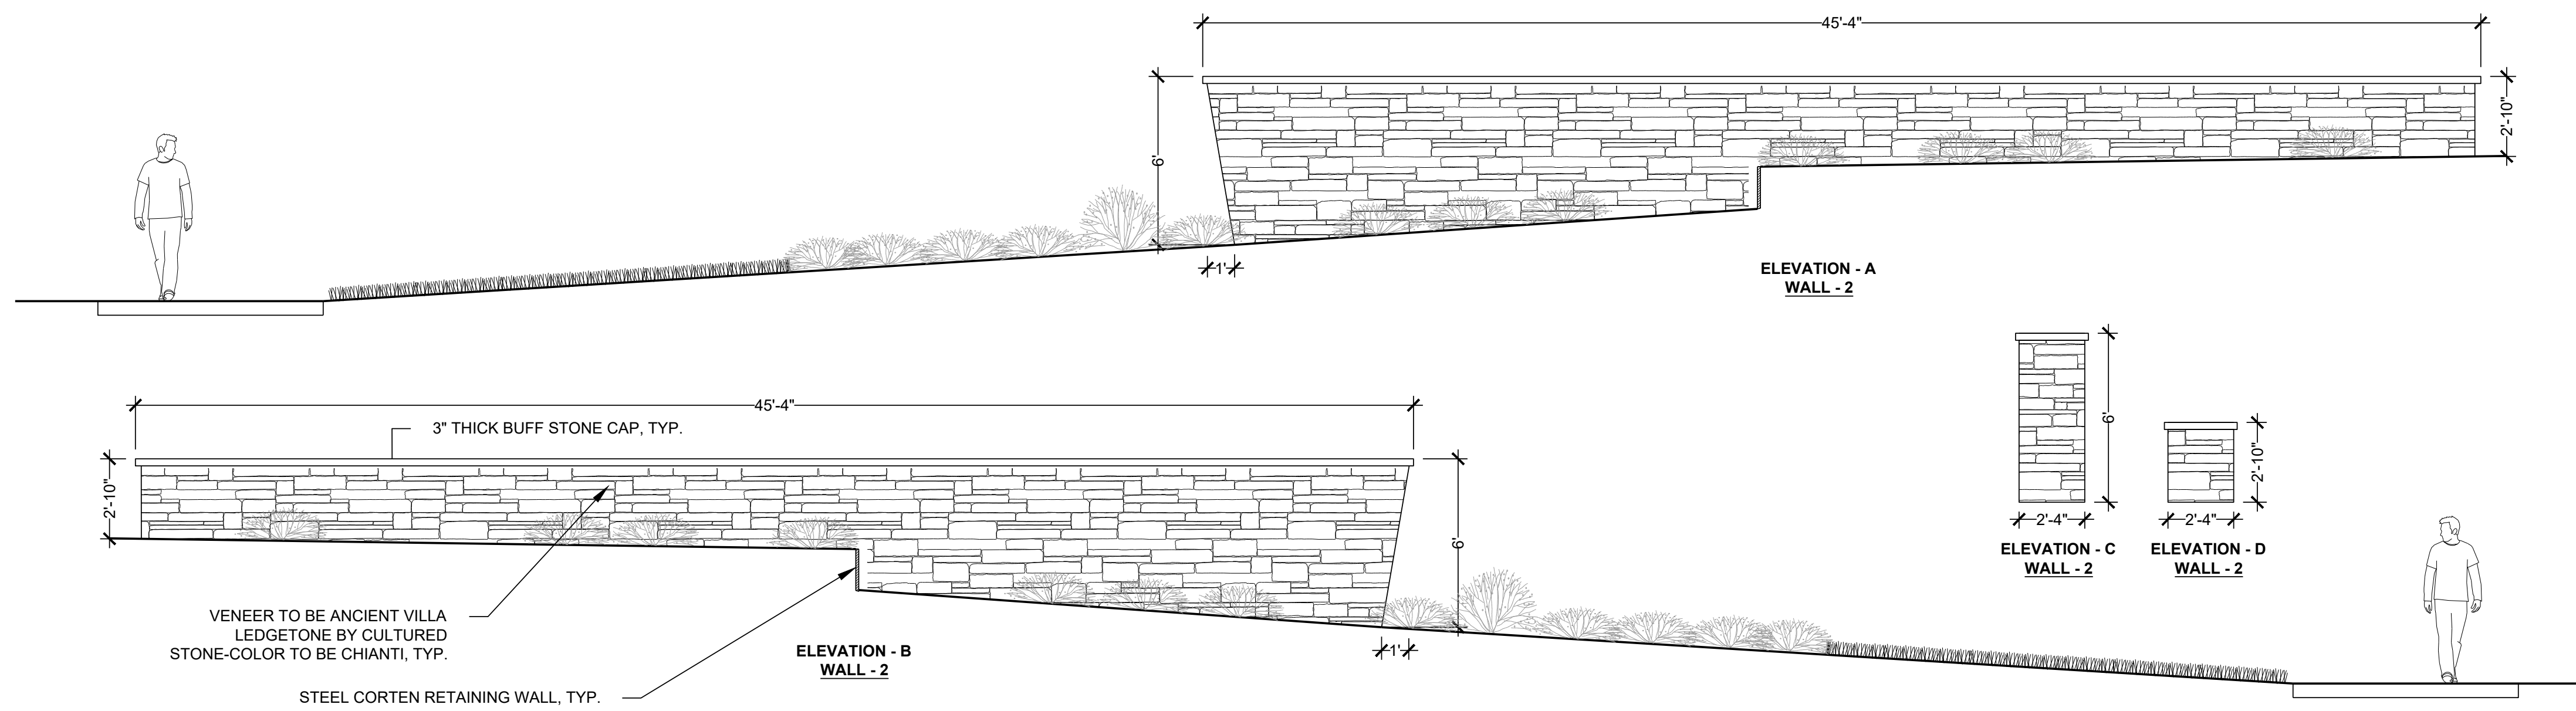 45'-4"
6'
2'-10"
1'
ELEVATION - A
WALL - 2
45'-4"
3" THICK BUFF STONE CAP, TYP.
2'-10"
6'
VENEER TO BE ANCIENT VILLA
LEDGETONE BY CULTURED
STONE-COLOR TO BE CHIANTI, TYP.
1'
ELEVATION - B
WALL - 2
STEEL CORTEN RETAINING WALL, TYP.
6'
2'-4"
ELEVATION - C
WALL - 2
2'-10"
2'-4"
ELEVATION - D
WALL - 2